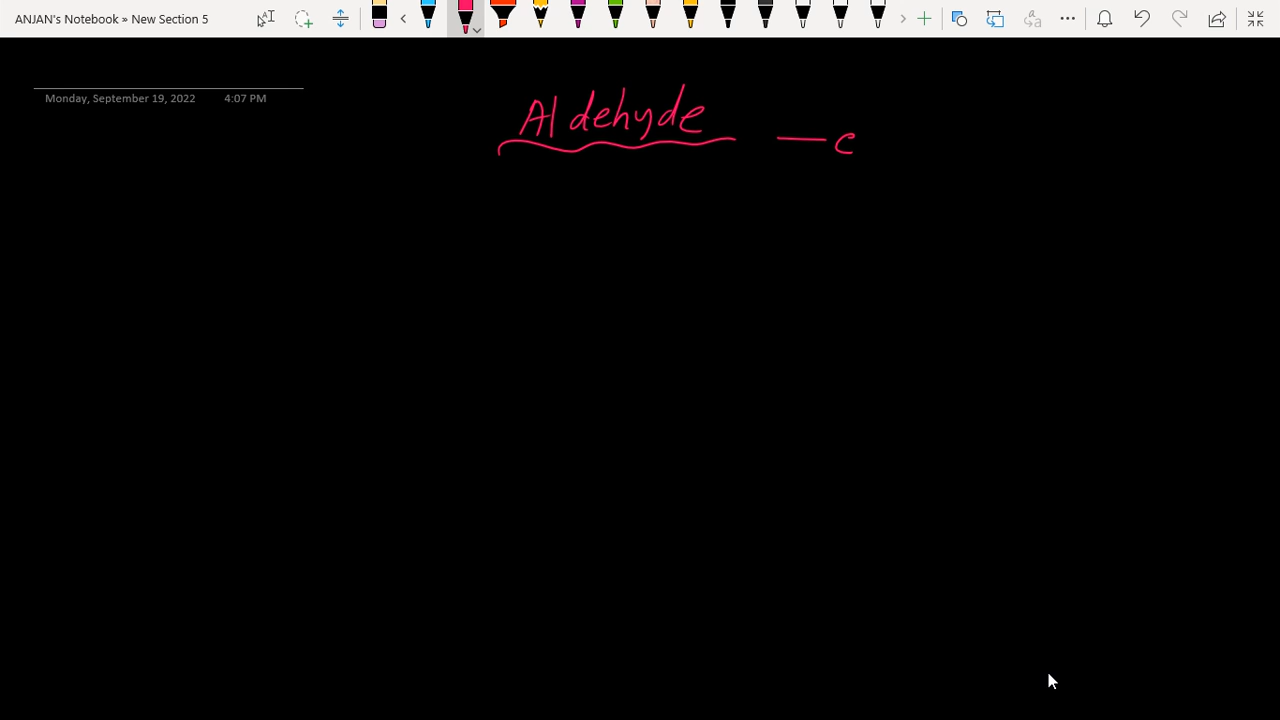 ANJAN's Notebook » New Section 5
Aldehyde — c
Monday, September 19, 2022 4:07 PM